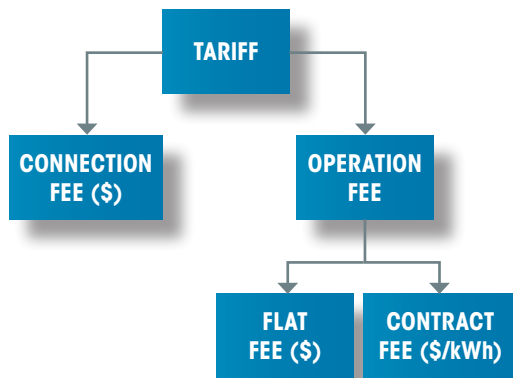 TARIFF
CONNECTION
FEE ($)
OPERATION
FEE
FLAT
FEE ($)
CONTRACT
FEE ($/kWh)